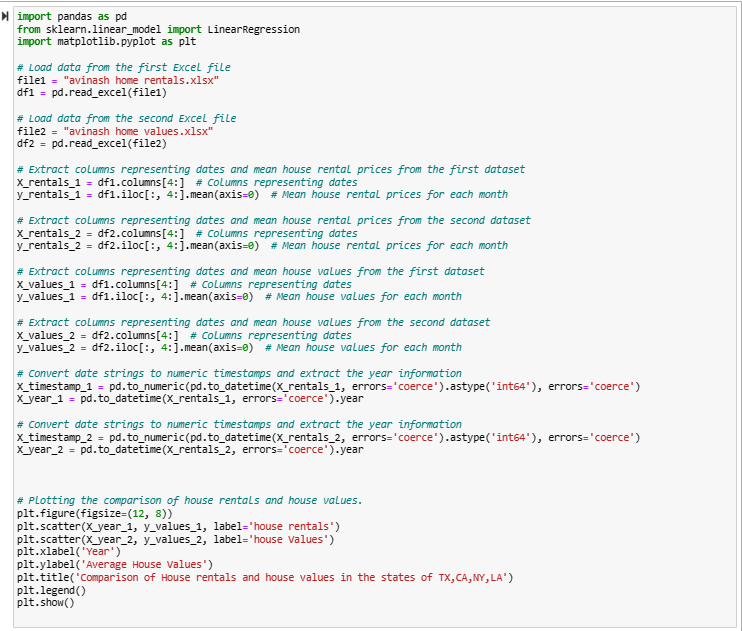 import pandas as pd
from sklearn.linear_model import LinearRegression
import matplotlib.pyplot as plt
# Load data from the first Excel file
file1 = "avinash home rentals.xlsx"
df1 = pd.read_excel(file1)
# Load data from the second Excel file
file2 = "avinash home values.xlsx"
df2 = pd.read_excel(file2)
# Extract columns representing dates and mean house rental prices from the first dataset
X_rentals_1 = df1.columns[4:]  # Columns representing dates
y_rentals_1 = df1.iloc[:, 4:].mean(axis=0)  # Mean house rental prices for each month
# Extract columns representing dates and mean house rental prices from the second dataset
X_rentals_2 = df2.columns[4:]  # Columns representing dates
y_rentals_2 = df2.iloc[:, 4:].mean(axis=0)  # Mean house rental prices for each month
# Extract columns representing dates and mean house values from the first dataset
X_values_1 = df1.columns[4:]  # Columns representing dates
y_values_1 = df1.iloc[:, 4:].mean(axis=0)  # Mean house values for each month
# Extract columns representing dates and mean house values from the second dataset
X_values_2 = df2.columns[4:]  # Columns representing dates
y_values_2 = df2.iloc[:, 4:].mean(axis=0)  # Mean house values for each month
# Convert date strings to numeric timestamps and extract the year information
X_timestamp_1 = pd.to_numeric(pd.to_datetime(X_rentals_1, errors='coerce').astype('int64'), errors='coerce')
X_year_1 = pd.to_datetime(X_rentals_1, errors='coerce').year
# Convert date strings to numeric timestamps and extract the year information
X_timestamp_2 = pd.to_numeric(pd.to_datetime(X_rentals_2, errors='coerce').astype('int64'), errors='coerce')
X_year_2 = pd.to_datetime(X_rentals_2, errors='coerce').year
# Plotting the comparison of house rentals and house values.
plt.figure(figsize=(12, 8))
plt.scatter(X_year_1, y_values_1, label='house rentals')
plt.scatter(X_year_2, y_values_2, label='house Values')
plt.xlabel('Year')
plt.ylabel('Average House Values')
plt.title('Comparison of House rentals and house values in the states of TX,CA,NY,LA')
plt.legend()
plt.show()